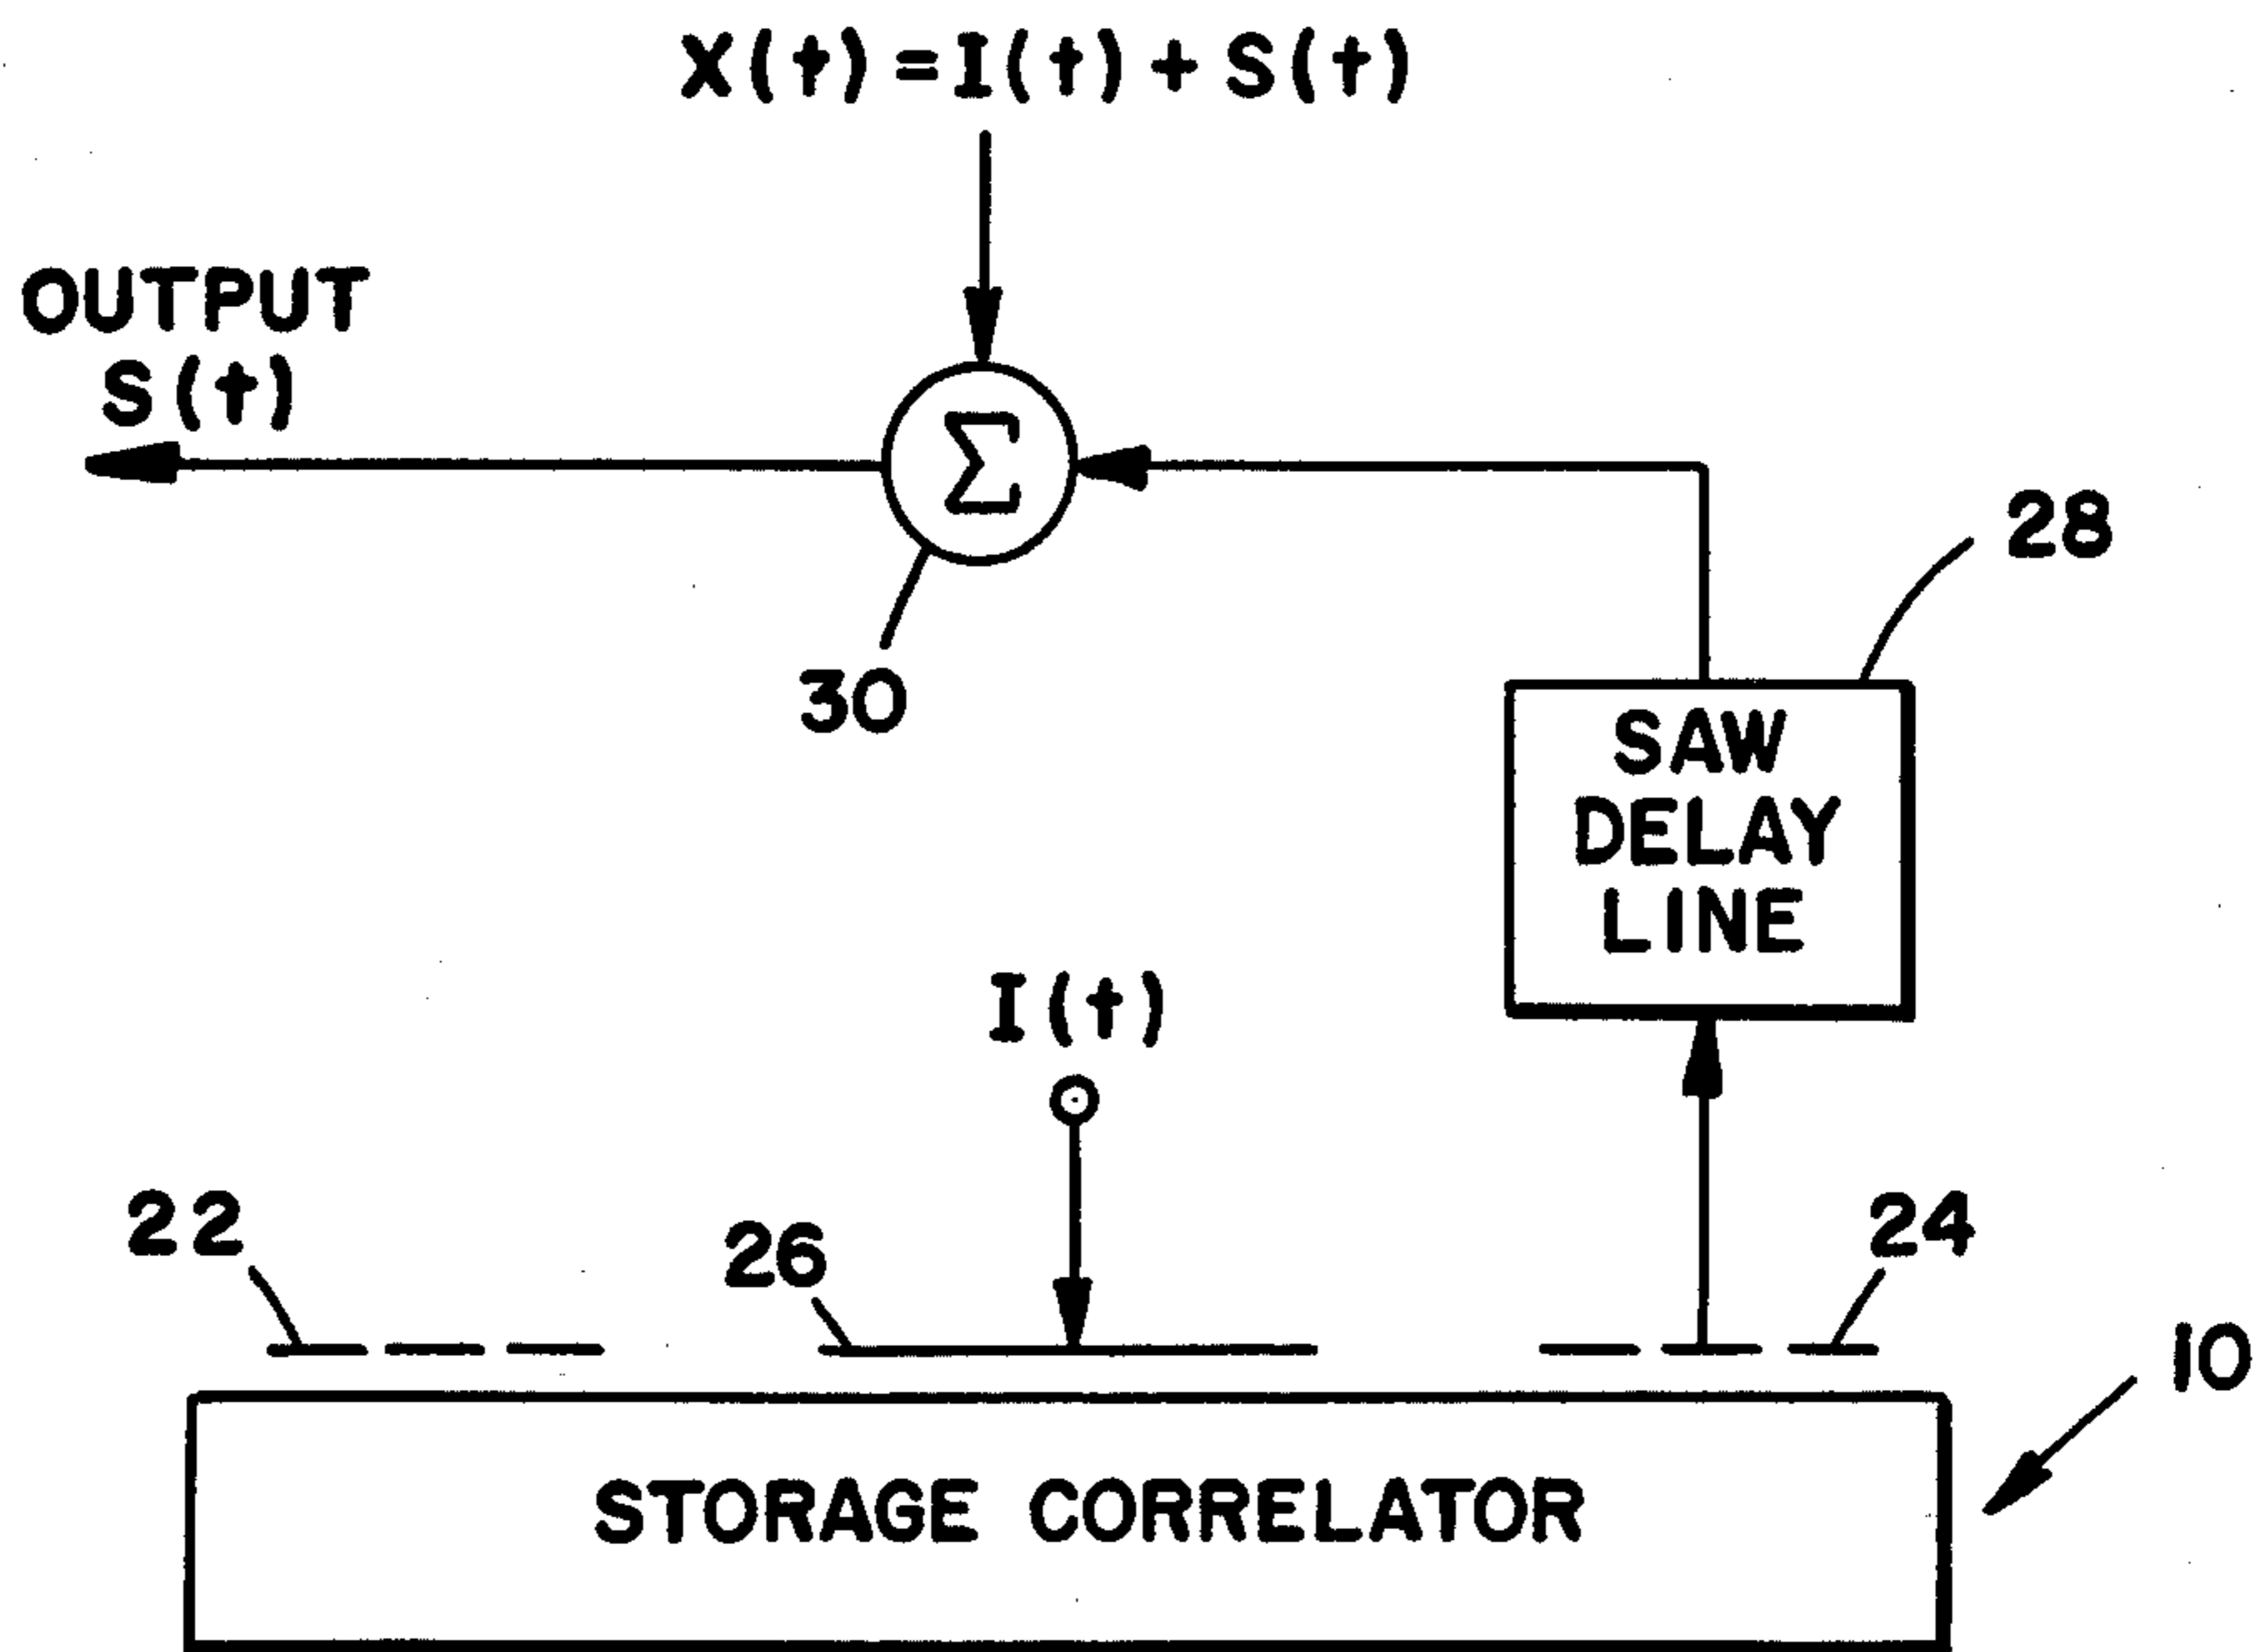 X(t)=I(t)+S(t)
OUTPUT
S(t)
Σ
28
30
SAW
DELAY
LINE
I(t)
22
26
24
10
STORAGE CORRELATOR